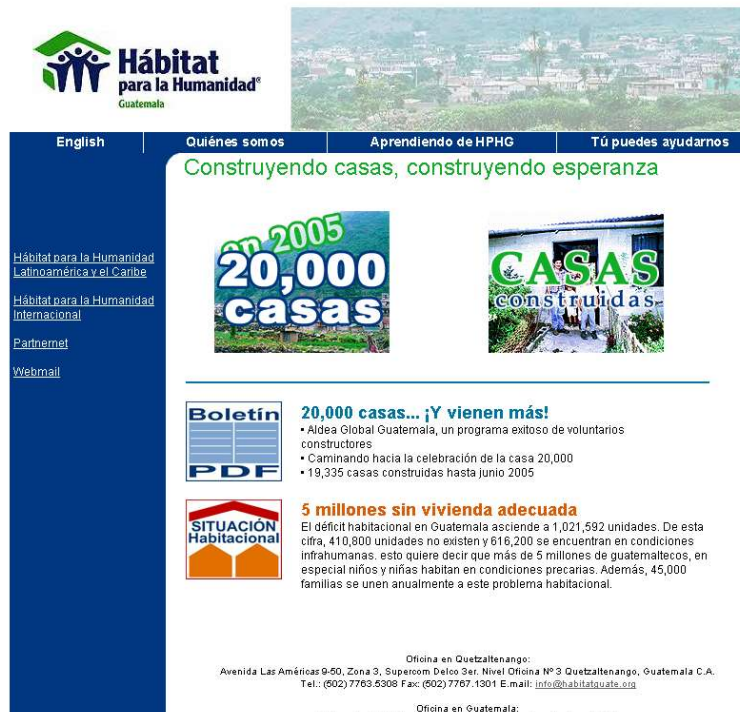 Hábitat
para la Humanidad®
Guatemala
English
Quiénes somos
Aprendiendo de HPHG
Tú puedes ayudarnos
Construyendo casas, construyendo esperanza
Hábitat para la Humanidad
Latinoamérica y el Caribe
Hábitat para la Humanidad
Internacional
Partnernet
Webmail
en 2005
20,000
casas
CASAS
construidas
Boletín
PDF
20,000 casas... ¡Y vienen más!
▪ Aldea Global Guatemala, un programa exitoso de voluntarios
constructores
▪ Caminando hacia la celebración de la casa 20,000
▪ 19,335 casas construidas hasta junio 2005
SITUACIÓN
Habitacional
5 millones sin vivienda adecuada
El déficit habitacional en Guatemala asciende a 1,021,592 unidades. De esta
cifra, 410,800 unidades no existen y 616,200 se encuentran en condiciones
infrahumanas. esto quiere decir que más de 5 millones de guatemaltecos, en
especial niños y niñas habitan en condiciones precarias. Además, 45,000
familias se unen anualmente a este problema habitacional.
Oficina en Quetzaltenango:
Avenida Las Américas 9-50, Zona 3, Supercom Delco 3er. Nivel Oficina Nº 3 Quetzaltenango, Guatemala C.A.
Tel.: (502) 7763.5308 Fax: (502) 7767.1301 E.mail: info@habitatguate.org
Oficina en Guatemala: